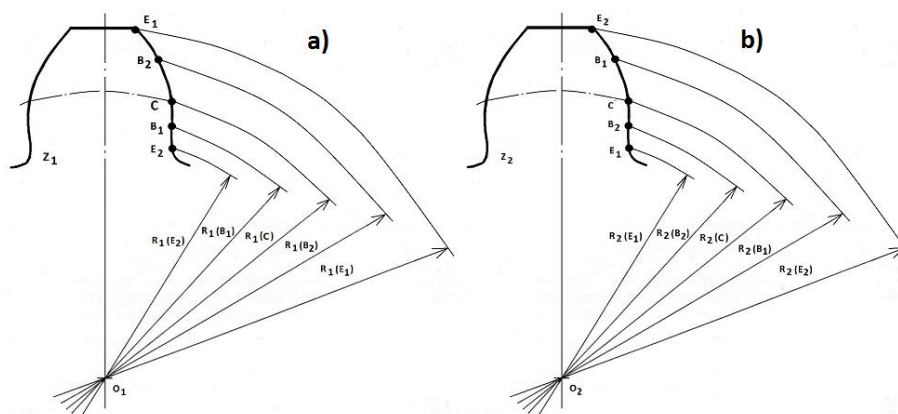 a)
E1
B2
C
B1
E2
Z1
R1(E2)
R1(B1)
R1(C)
R1(B2)
R1(E1)
O1
b)
E2
B1
C
B2
E1
Z2
R2(E1)
R2(B2)
R2(C)
R2(B1)
R2(E2)
O2